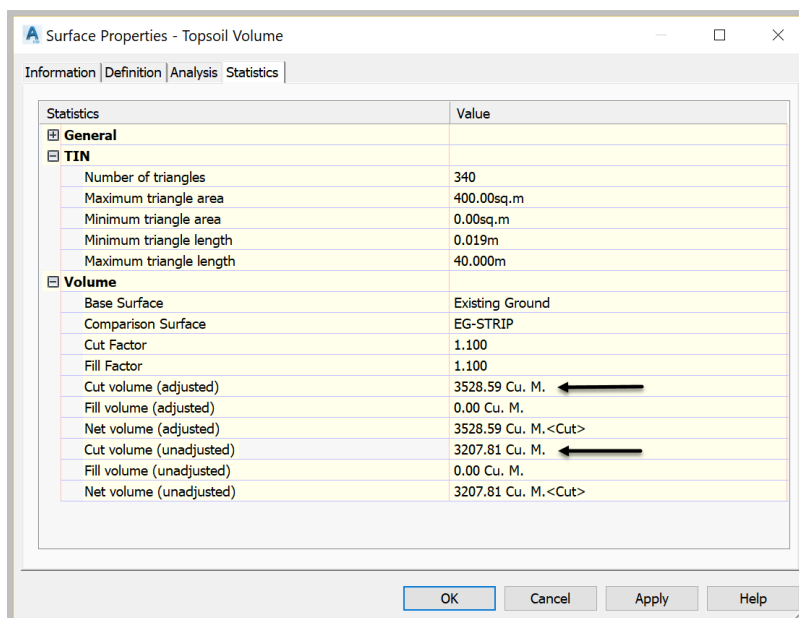 Surface Properties - Topsoil Volume
Information Definition Analysis Statistics
Statistics Value
General
TIN
Number of triangles 340
Maximum triangle area 400.00sq.m
Minimum triangle area 0.00sq.m
Minimum triangle length 0.019m
Maximum triangle length 40.000m
Volume
Base Surface Existing Ground
Comparison Surface EG-STRIP
Cut Factor 1.100
Fill Factor 1.100
Cut volume (adjusted) 3528.59 Cu. M.
Fill volume (adjusted) 0.00 Cu. M.
Net volume (adjusted) 3528.59 Cu. M.<Cut>
Cut volume (unadjusted) 3207.81 Cu. M.
Fill volume (unadjusted) 0.00 Cu. M.
Net volume (unadjusted) 3207.81 Cu. M.<Cut>
OK Cancel Apply Help